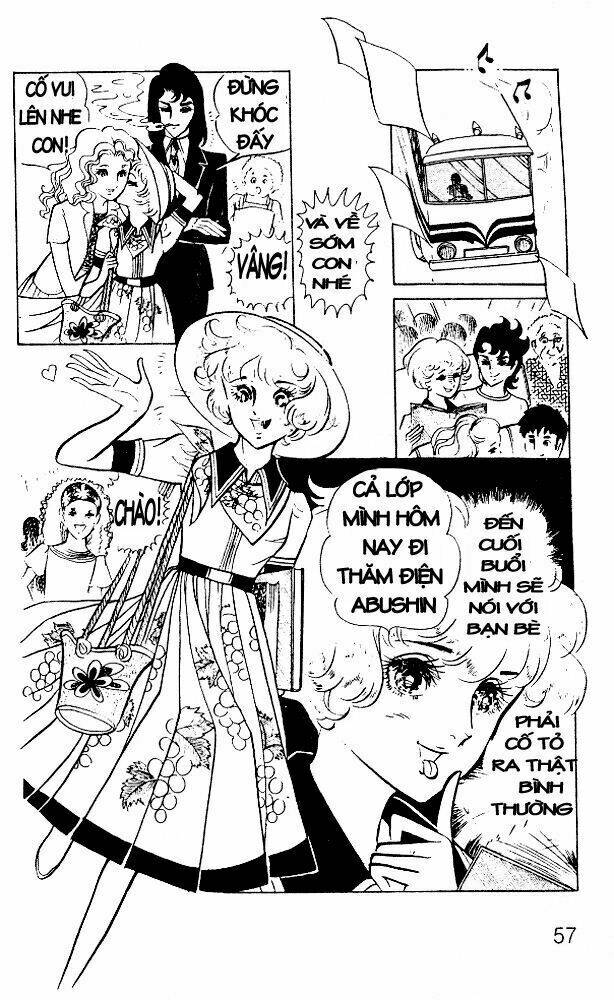 CỐ VUI
LÊN NHE
CON!
ĐỪNG
KHÓC
ĐẤY
VÂNG!
VÀ VỀ
SỚM
CON
NHÉ
CHÀO!
CẢ LỚP
MÌNH HÔM
NAY ĐI
THĂM ĐIỆN
ABUSHIN
ĐẾN
CUỐI
BUỔI
MÌNH SẼ
NÓI VỚI
BẠN BÈ
PHẢI
CỐ TỎ
RA THẬT
BÌNH
THƯỜNG
57